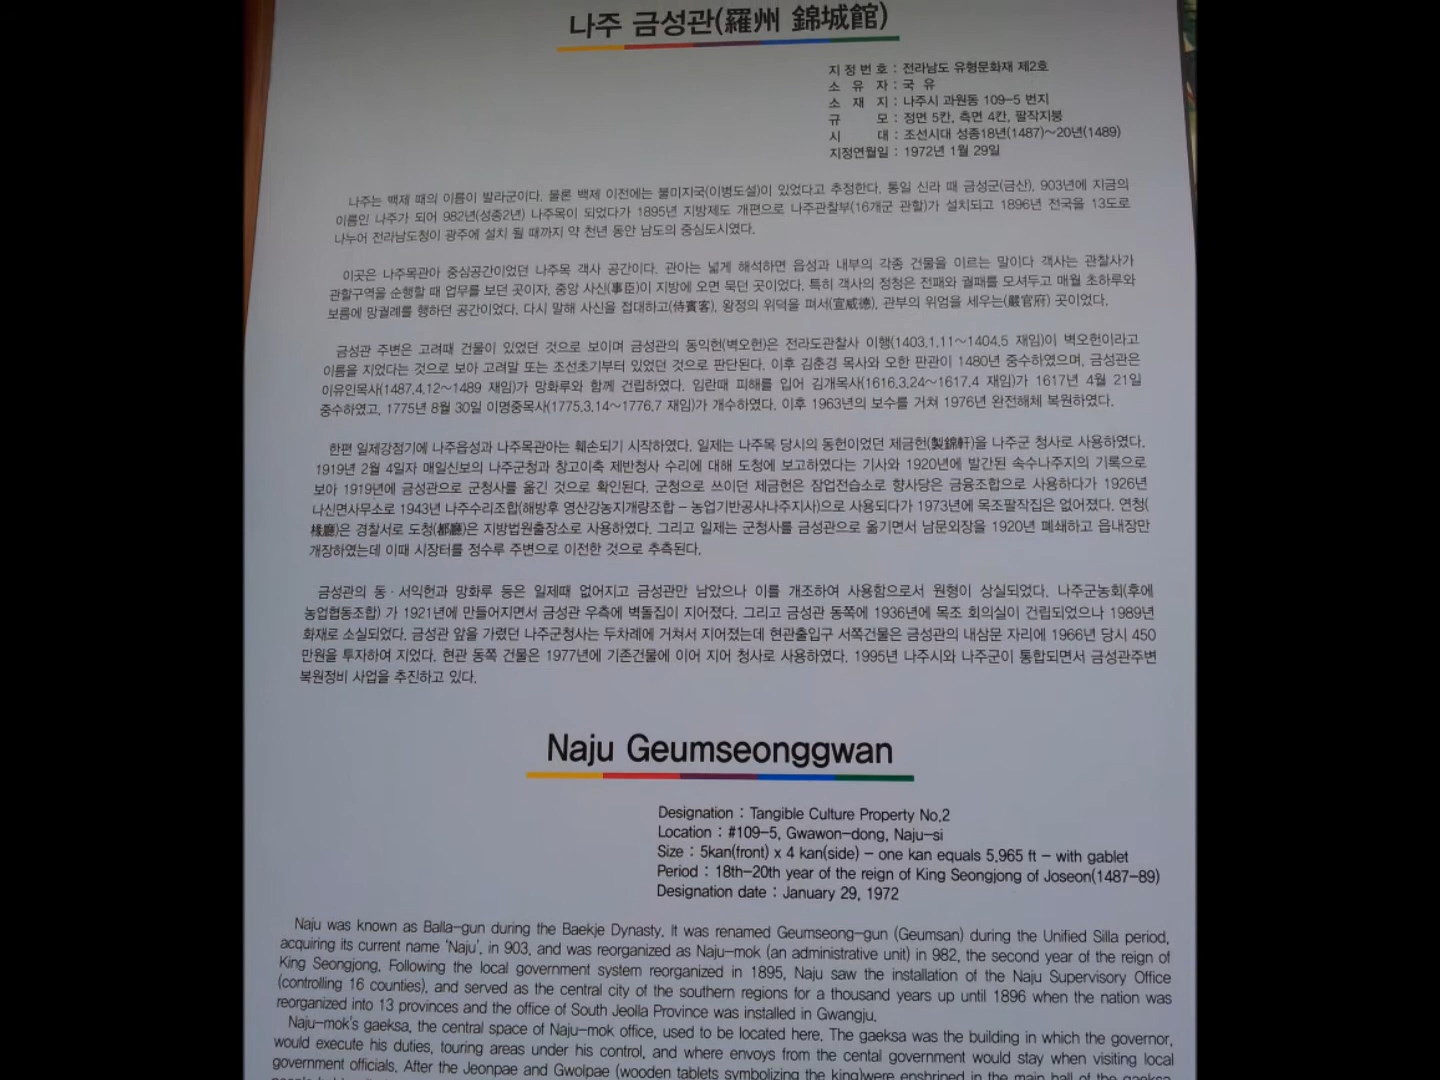 나주 금성관(羅州 錦城館)
지정번호 : 전라남도 유형문화재 제2호
소 유 자 : 국 유
소 재 지 : 나주시 과원동 109-5 번지
규 모 : 정면 5칸, 측면 4칸, 팔작지붕
시 대 : 조선시대 성종18년(1487)~20년(1489)
지정연월일 : 1972년 1월 29일
나주는 백제 때의 이름이 발라군이다. 물론 백제 이전에는 불미지국(이병도설)이 있었다고 추정한다. 통일 신라 때 금성군(금산), 903년에 지금의
이름인 나주가 되어 982년(성종2년) 나주목이 되었다가 1895년 지방제도 개편으로 나주관찰부(16개군 관할)가 설치되고 1896년 전국을 13도로
나누어 전라남도청이 광주에 설치 될 때까지 약 천년 동안 남도의 중심도시였다.
이곳은 나주목관아 중심공간이었던 나주목 객사 공간이다. 관아는 넓게 해석하면 읍성과 내부의 각종 건물을 이르는 말이다 객사는 관찰사가
관할구역을 순행할 때 업무를 보던 곳이자, 중앙 사신(事臣)이 지방에 오면 묵던 곳이었다. 특히 객사의 정청은 전패와 궐패를 모셔두고 매월 초하루와
보름에 망궐례를 행하던 공간이었다. 다시 말해 사신을 접대하고(侍賓客), 왕정의 위덕을 펴서(宣威德), 관부의 위엄을 세우는(嚴官府) 곳이었다.
금성관 주변은 고려때 건물이 있었던 것으로 보이며 금성관의 동익헌(벽오헌)은 전라도관찰사 이행(1403.1.11~1404.5 재임)이 벽오헌이라고
이름을 지었다는 것으로 보아 고려말 또는 조선초기부터 있었던 것으로 판단된다. 이후 김춘경 목사와 오한 판관이 1480년 중수하였으며, 금성관은
이유인목사(1487.4.12~1489 재임)가 망화루와 함께 건립하였다. 임란때 피해를 입어 김개목사(1616.3.24~1617.4 재임)가 1617년 4월 21일
중수하였고, 1775년 8월 30일 이명중목사(1775.3.14~1776.7 재임)가 개수하였다. 이후 1963년의 보수를 거쳐 1976년 완전해체 복원하였다.
한편 일제강점기에 나주읍성과 나주목관아는 훼손되기 시작하였다. 일제는 나주목 당시의 동헌이었던 제금헌(製錦軒)을 나주군 청사로 사용하였다.
1919년 2월 4일자 매일신보의 나주군청과 창고이축 제반청사 수리에 대해 도청에 보고하였다는 기사와 1920년에 발간된 속수나주지의 기록으로
보아 1919년에 금성관으로 군청사를 옮긴 것으로 확인된다. 군청으로 쓰이던 제금헌은 잠업전습소로 향사당은 금융조합으로 사용하다가 1926년
나신면사무소로 1943년 나주수리조합(해방후 영산강농지개량조합 - 농업기반공사나주지사)으로 사용되다가 1973년에 목조팔작집은 없어졌다. 연청(
椽廳)은 경찰서로 도청(都廳)은 지방법원출장소로 사용하였다. 그리고 일제는 군청사를 금성관으로 옮기면서 남문외장을 1920년 폐쇄하고 읍내장만
개장하였는데 이때 시장터를 정수루 주변으로 이전한 것으로 추측된다.
금성관의 동 · 서익헌과 망화루 등은 일제때 없어지고 금성관만 남았으나 이를 개조하여 사용함으로서 원형이 상실되었다. 나주군농회(후에
농업협동조합) 가 1921년에 만들어지면서 금성관 우측에 벽돌집이 지어졌다. 그리고 금성관 동쪽에 1936년에 목조 회의실이 건립되었으나 1989년
화재로 소실되었다. 금성관 앞을 가렸던 나주군청사는 두차례에 거쳐서 지어졌는데 현관출입구 서쪽건물은 금성관의 내삼문 자리에 1966년 당시 450
만원을 투자하여 지었다. 현관 동쪽 건물은 1977년에 기존건물에 이어 지어 청사로 사용하였다. 1995년 나주시와 나주군이 통합되면서 금성관주변
복원정비 사업을 추진하고 있다.
Naju Geumseonggwan
Designation : Tangible Culture Property No.2
Location : #109-5, Gwawon-dong, Naju-si
Size : 5kan(front) x 4 kan(side) - one kan equals 5.965 ft - with gablet
Period : 18th-20th year of the reign of King Seongjong of Joseon(1487-89)
Designation date : January 29, 1972
Naju was known as Balla-gun during the Baekje Dynasty. It was renamed Geumseong-gun (Geumsan) during the Unified Silla period,
acquiring its current name 'Naju', in 903, and was reorganized as Naju-mok (an administrative unit) in 982, the second year of the reign of
King Seongjong. Following the local government system reorganized in 1895, Naju saw the installation of the Naju Supervisory Office
(controlling 16 counties), and served as the central city of the southern regions for a thousand years up until 1896 when the nation was
reorganized into 13 provinces and the office of South Jeolla Province was installed in Gwangju.
Naju-mok's gaeksa, the central space of Naju-mok office, used to be located here. The gaeksa was the building in which the governor,
would execute his duties, touring areas under his control, and where envoys from the cental government would stay when visiting local
government officials. After the Jeonpae and Gwolpae (wooden tablets symbolizing the king)were enshrined in the main hall of the gaeksa